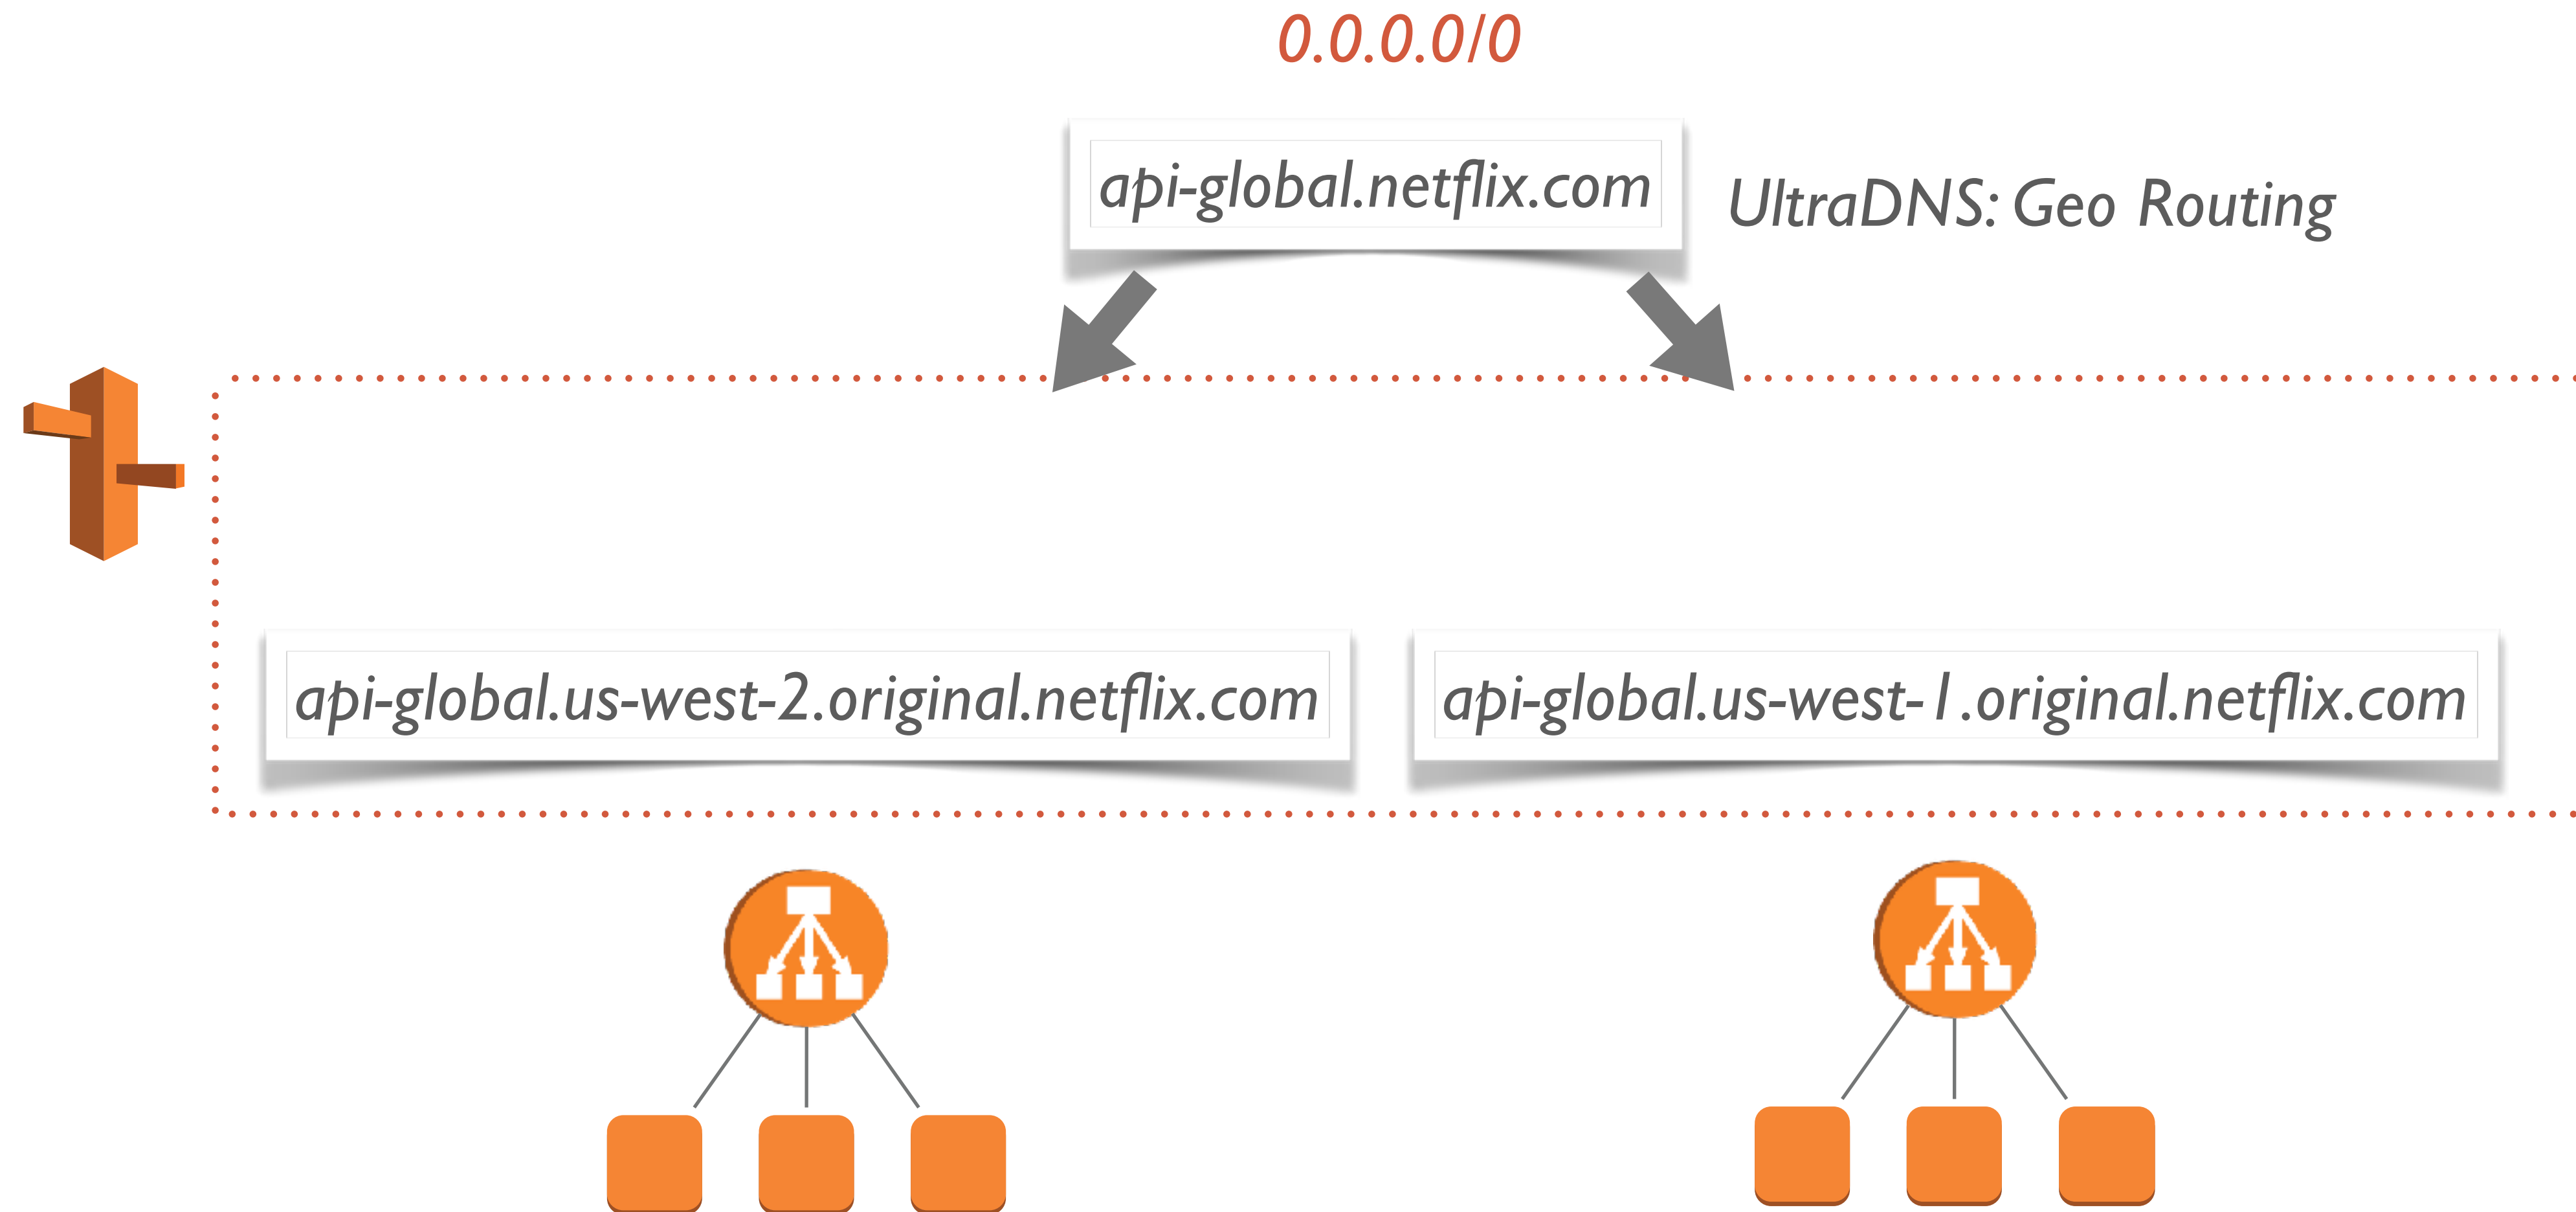 0.0.0.0/0
api-global.netflix.com
UltraDNS: Geo Routing
api-global.us-west-2.original.netflix.com
api-global.us-west-1.original.netflix.com